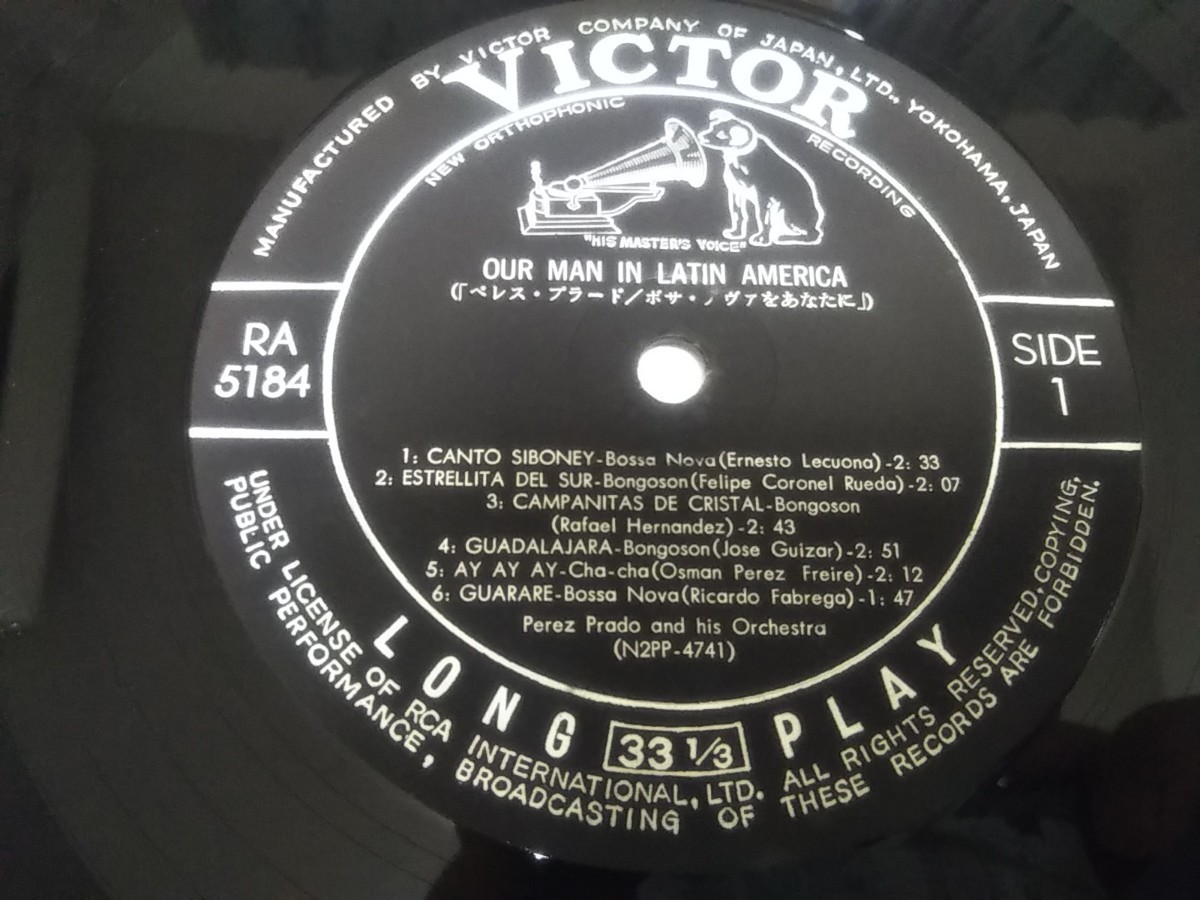 MANUFACTURED BY VICTOR COMPANY OF JAPAN, LTD., YOKOHAMA, JAPAN
VICTOR
NEW ORTHOPHONIC RECORDING
"HIS MASTER'S VOICE"
OUR MAN IN LATIN AMERICA
(『ペレス・プラード/ボサ・ノヴァをあなたに』)
RA
5184
SIDE
1
1: CANTO SIBONEY-Bossa Nova(Ernesto Lecuona)-2: 33
2: ESTRELLITA DEL SUR-Bongoson(Felipe Coronel Rueda)-2: 07
3: CAMPANITAS DE CRISTAL-Bongoson
(Rafael Hernandez)-2: 43
4: GUADALAJARA-Bongoson(Jose Guizar)-2: 51
5: AY AY AY-Cha-cha(Osman Perez Freire)-2: 12
6: GUARARE-Bossa Nova(Ricardo Fabrega)-1: 47
Perez Prado and his Orchestra
(N2PP-4741)
LONG 33 1/3 PLAY
UNDER LICENSE OF RCA INTERNATIONAL, LTD. ALL RIGHTS RESERVED, COPYING,
PUBLIC PERFORMANCE, BROADCASTING OF THESE RECORDS ARE FORBIDDEN.